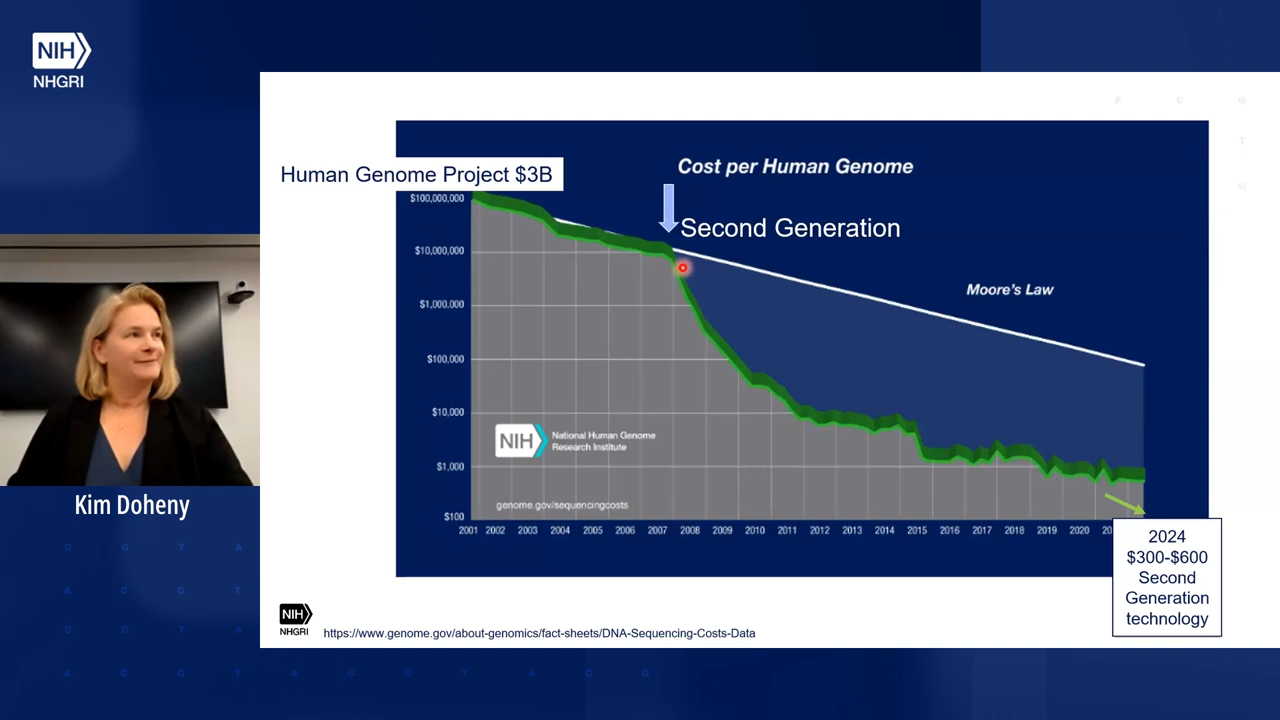 NIH
NHGRI
Human Genome Project $3B
Cost per Human Genome
Second Generation
Moore's Law
$100,000,000
$10,000,000
$1,000,000
$100,000
$10,000
$1,000
$100
NIH
National Human Genome
Research Institute
genome.gov/sequencingcosts
2001 2002 2003 2004 2005 2006 2007 2008 2009 2010 2011 2012 2013 2014 2015 2016 2017 2018 2019 2020
2024
$300-$600
Second
Generation
technology
Kim Doheny
NIH
NHGRI
https://www.genome.gov/about-genomics/fact-sheets/DNA-Sequencing-Costs-Data
A C G
T
G
C G T A
A C G T
C G T A
A C G T A C G T A C G